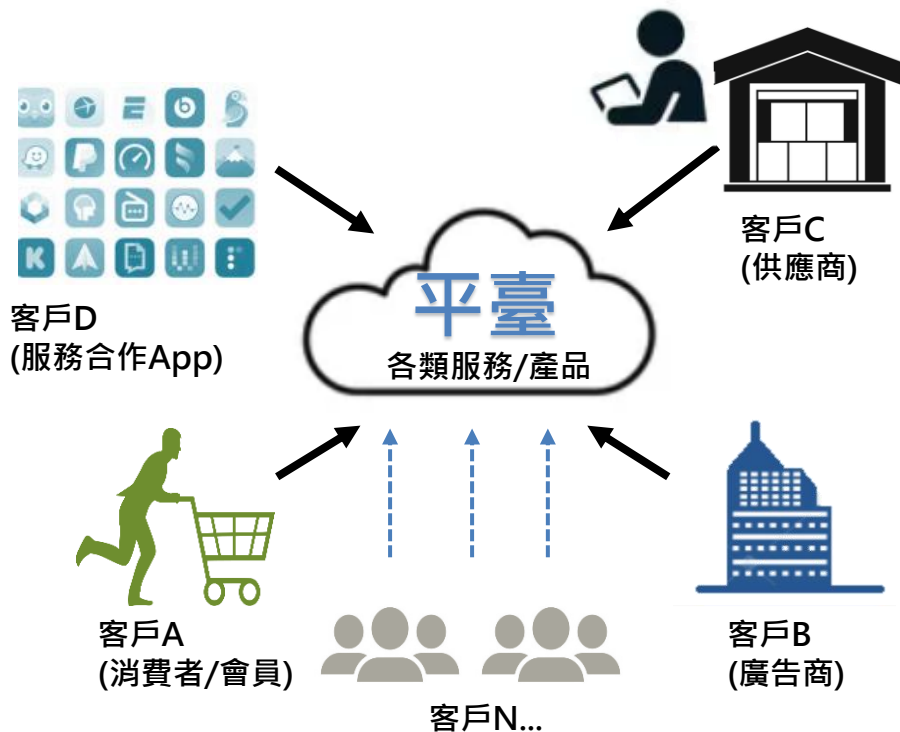 客戶C
(供應商)
平臺
各類服務/產品
客戶D
(服務合作App)
客戶A
(消費者/會員)
客戶B
(廣告商)
客戶N...